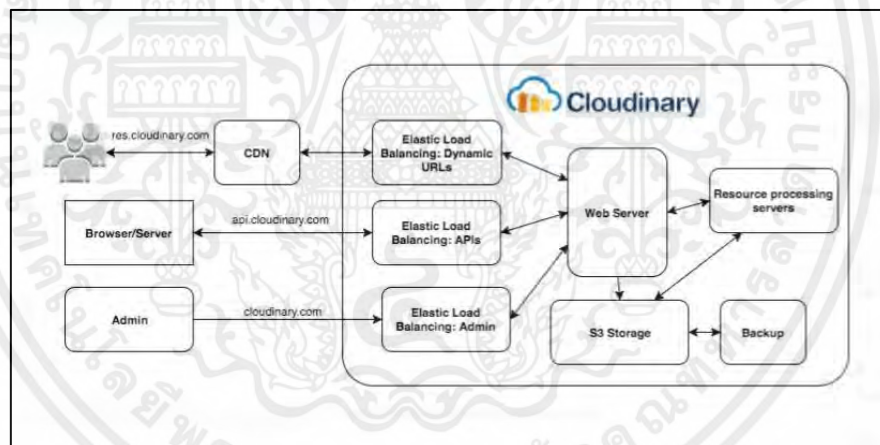 Cloudinary
res.cloudinary.com
CDN
Elastic Load
Balancing: Dynamic
URLs
Web Server
Resource processing
servers
Browser/Server
api.cloudinary.com
Elastic Load
Balancing: APIs
Admin
cloudinary.com
Elastic Load
Balancing: Admin
S3 Storage
Backup